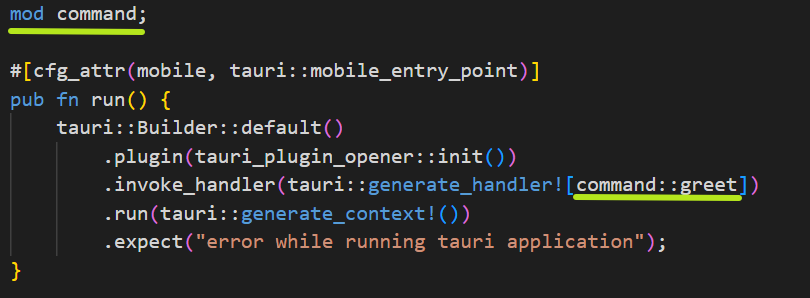 mod command;
#[cfg_attr(mobile, tauri::mobile_entry_point)]
pub fn run() {
    tauri::Builder::default()
        .plugin(tauri_plugin_opener::init())
        .invoke_handler(tauri::generate_handler![command::greet])
        .run(tauri::generate_context!())
        .expect("error while running tauri application");
}